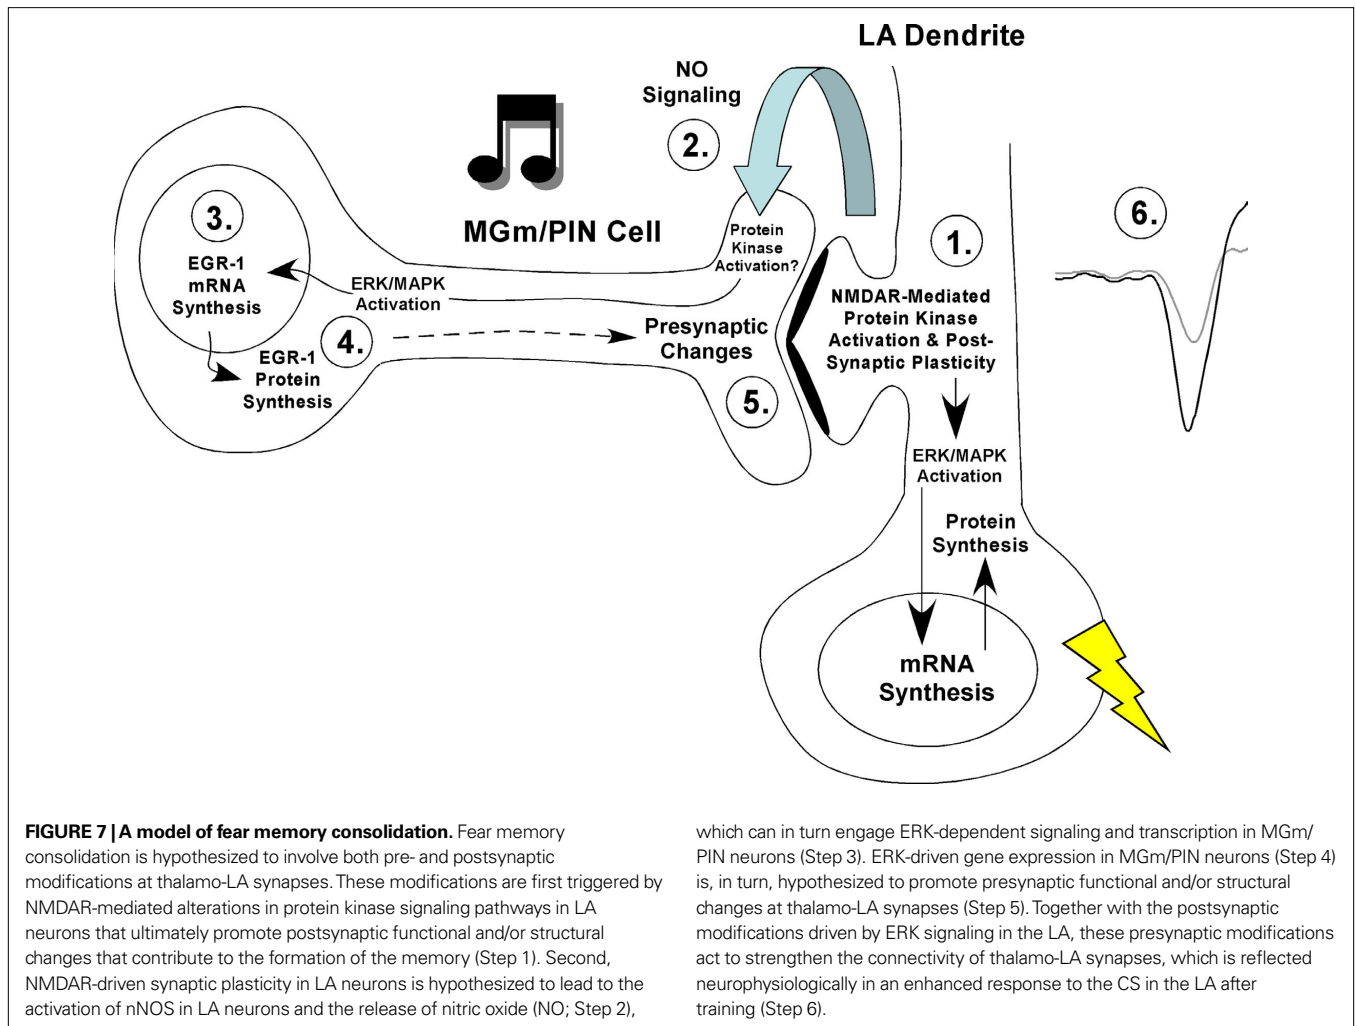 LA Dendrite
NO
Signaling
2.
MGm/PIN Cell
3.
EGR-1
mRNA
Synthesis
ERK/MAPK
Activation
4.
EGR-1
Protein
Synthesis
Protein
Kinase
Activation?
Presynaptic
Changes
5.
1.
NMDAR-Mediated
Protein Kinase
Activation & Post-
Synaptic Plasticity
ERK/MAPK
Activation
Protein
Synthesis
mRNA
Synthesis
6.
FIGURE 7 | A model of fear memory consolidation. Fear memory
consolidation is hypothesized to involve both pre- and postsynaptic
modifications at thalamo-LA synapses. These modifications are first triggered by
NMDAR-mediated alterations in protein kinase signaling pathways in LA
neurons that ultimately promote postsynaptic functional and/or structural
changes that contribute to the formation of the memory (Step 1). Second,
NMDAR-driven synaptic plasticity in LA neurons is hypothesized to lead to the
activation of nNOS in LA neurons and the release of nitric oxide (NO; Step 2),
which can in turn engage ERK-dependent signaling and transcription in MGm/
PIN neurons (Step 3). ERK-driven gene expression in MGm/PIN neurons (Step 4)
is, in turn, hypothesized to promote presynaptic functional and/or structural
changes at thalamo-LA synapses (Step 5). Together with the postsynaptic
modifications driven by ERK signaling in the LA, these presynaptic modifications
act to strengthen the connectivity of thalamo-LA synapses, which is reflected
neurophysiologically in an enhanced response to the CS in the LA after
training (Step 6).